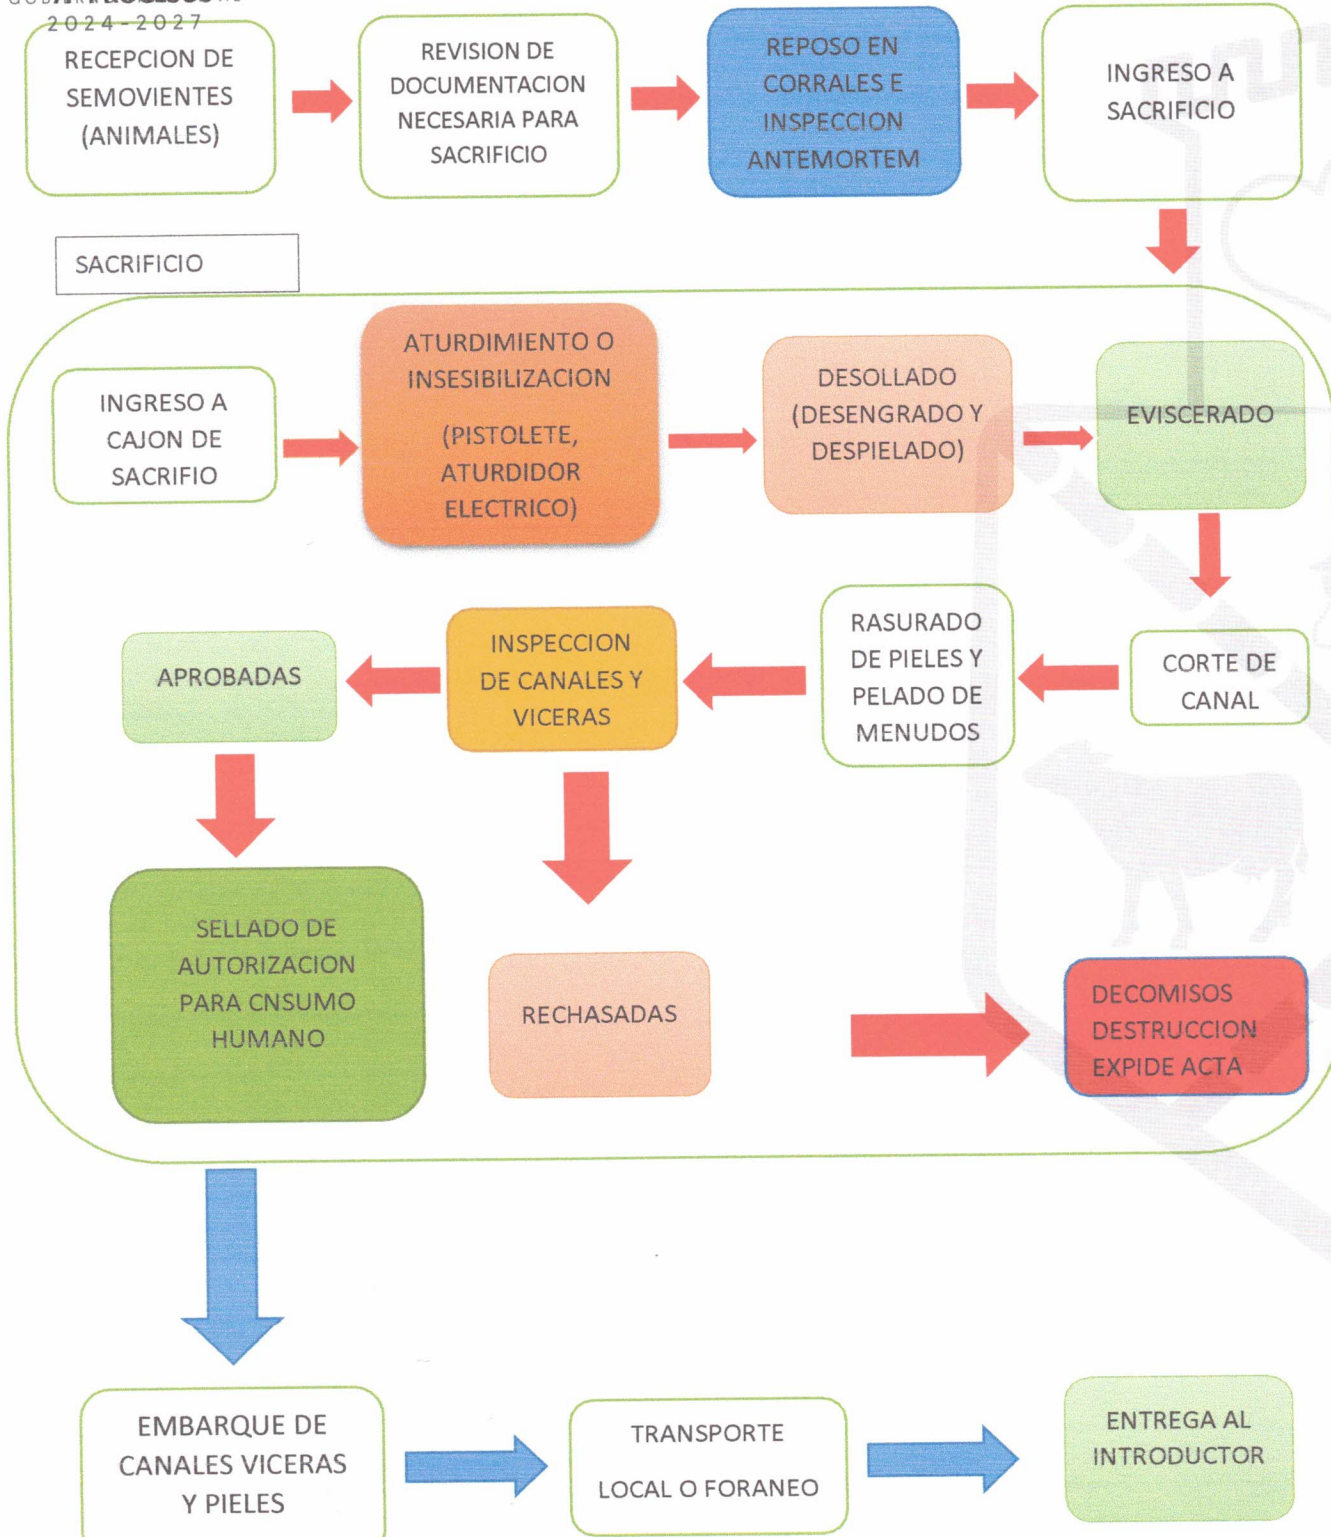 2024-2027
RECEPCION DE
SEMOVIENTES
(ANIMALES)
REVISION DE
DOCUMENTACION
NECESARIA PARA
SACRIFICIO
REPOSO EN
CORRALES E
INSPECCION
ANTEMORTEM
INGRESO A
SACRIFICIO
SACRIFICIO
INGRESO A
CAJON DE
SACRIFIO
ATURDIMIENTO O
INSESIBILIZACION
(PISTOLETE,
ATURDIDOR
ELECTRICO)
DESOLLADO
(DESENGRADO Y
DESPIELADO)
EVISCERADO
CORTE DE
CANAL
RASURADO
DE PIELES Y
PELADO DE
MENUDOS
INSPECCION
DE CANALES Y
VICERAS
APROBADAS
SELLADO DE
AUTORIZACION
PARA CNSUMO
HUMANO
RECHASADAS
DECOMISOS
DESTRUCCION
EXPIDE ACTA
EMBARQUE DE
CANALES VICERAS
Y PIELES
TRANSPORTE
LOCAL O FORANEO
ENTREGA AL
INTRODUCTOR